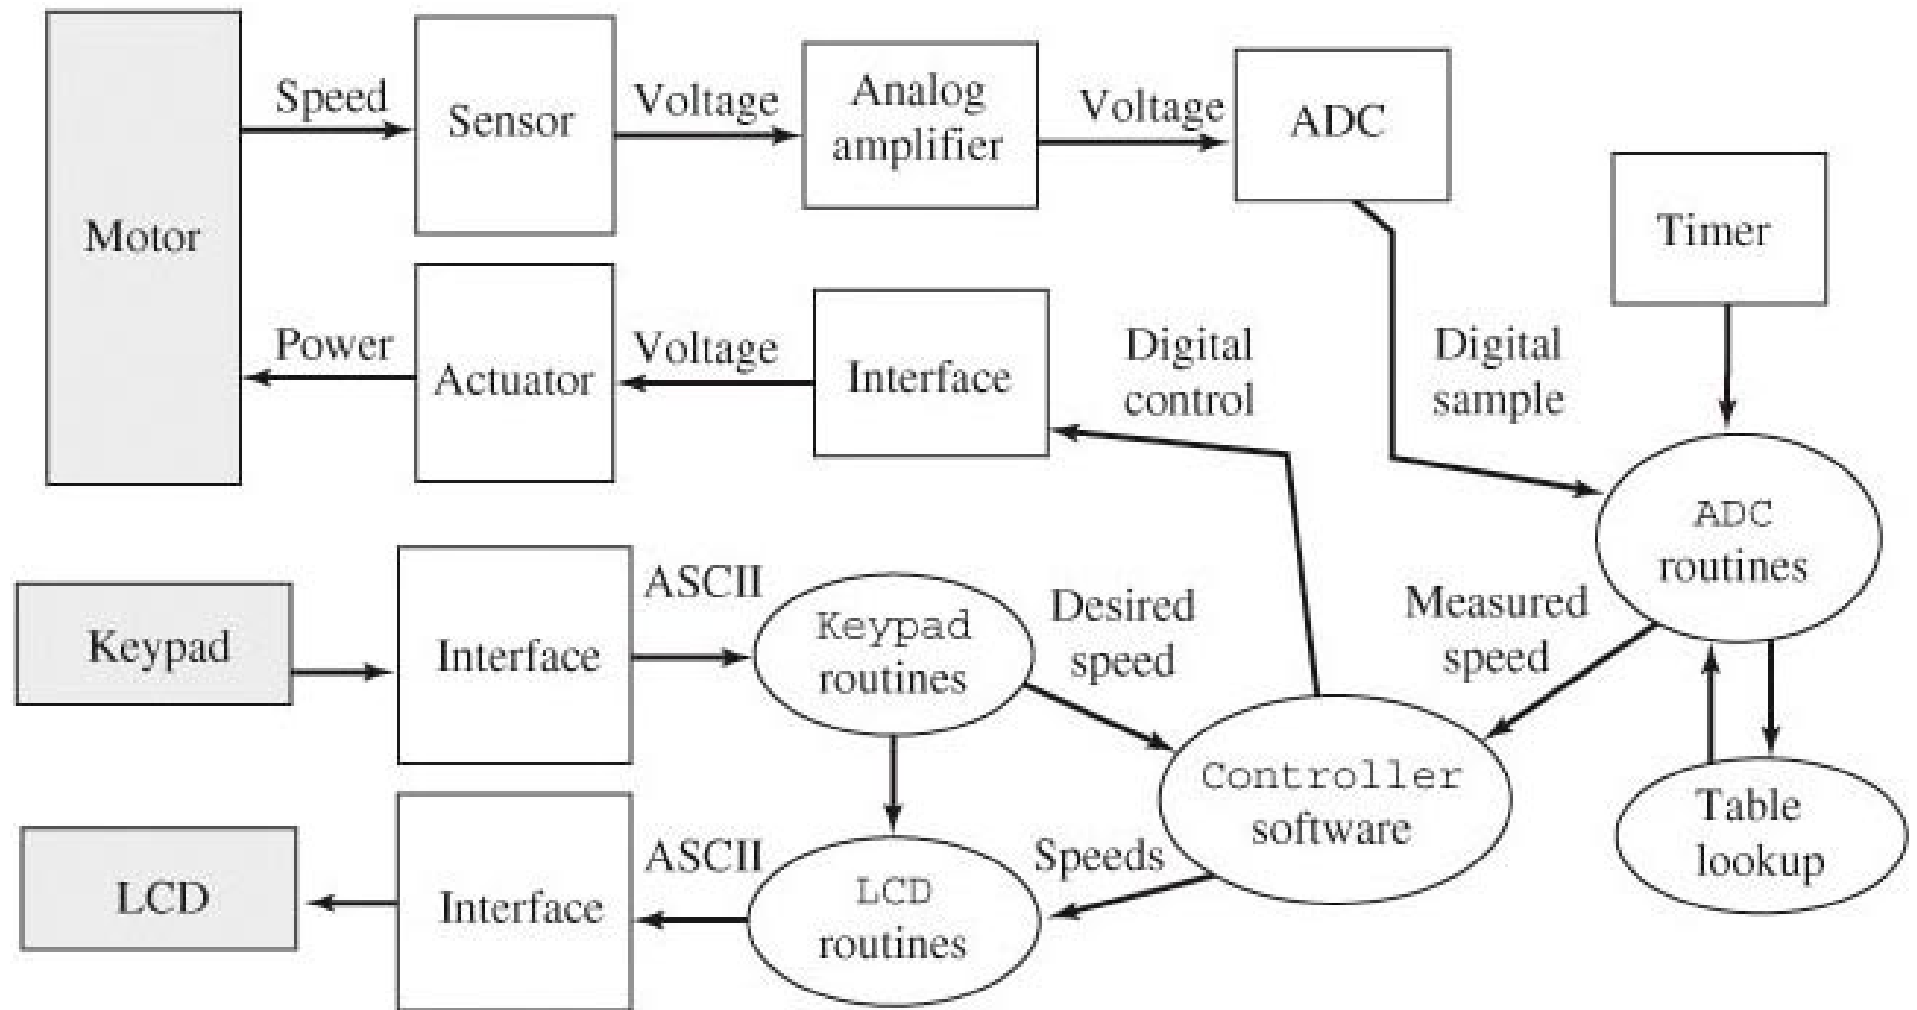 Speed
Voltage
Analog
amplifier
Voltage
ADC
Sensor
Motor
Timer
Power
Actuator
Voltage
Interface
Digital
control
Digital
sample
ADC
routines
Keypad
Interface
ASCII
Keypad
routines
Desired
speed
Measured
speed
Controller
software
Table
lookup
LCD
Interface
ASCII
LCD
routines
Speeds